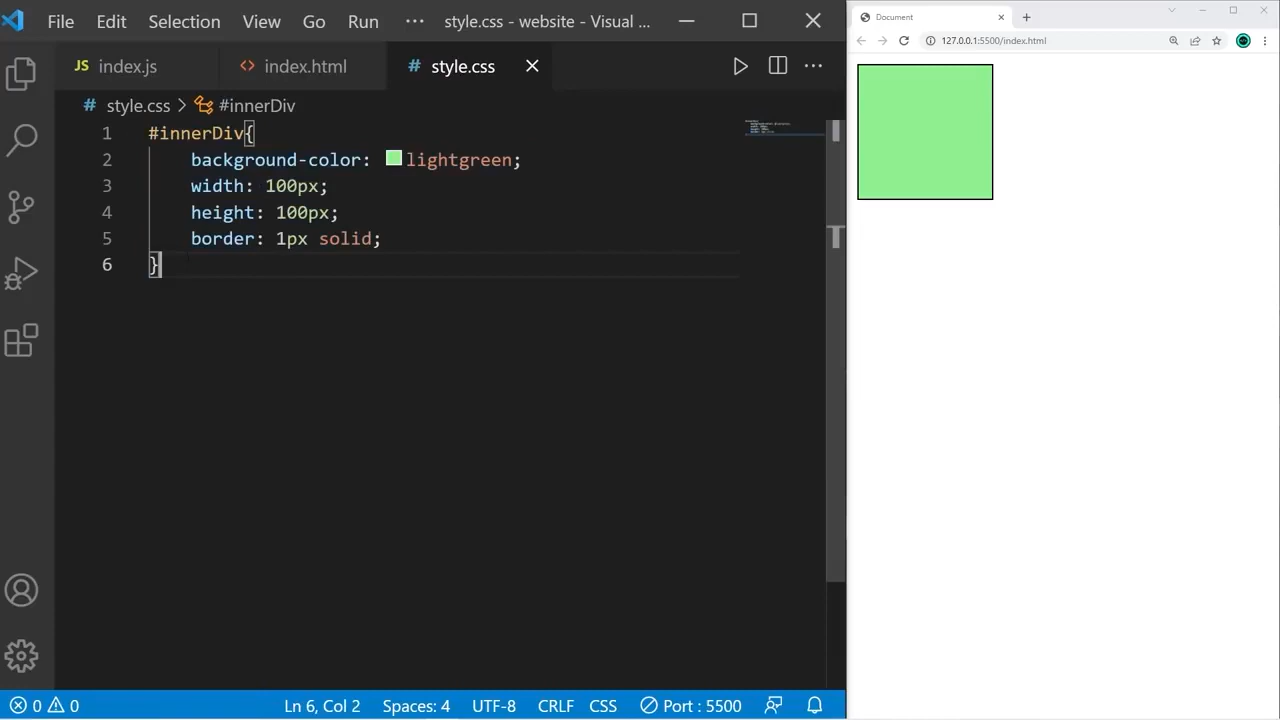 File Edit Selection View Go Run ··· style.css - website - Visual ...
JS index.js <> index.html # style.css
# style.css > #innerDiv
1 #innerDiv{
2 background-color: lightgreen;
3 width: 100px;
4 height: 100px;
5 border: 1px solid;
6 }
0 0 Ln 6, Col 2 Spaces: 4 UTF-8 CRLF CSS Port : 5500
Document
127.0.0.1:5500/index.html